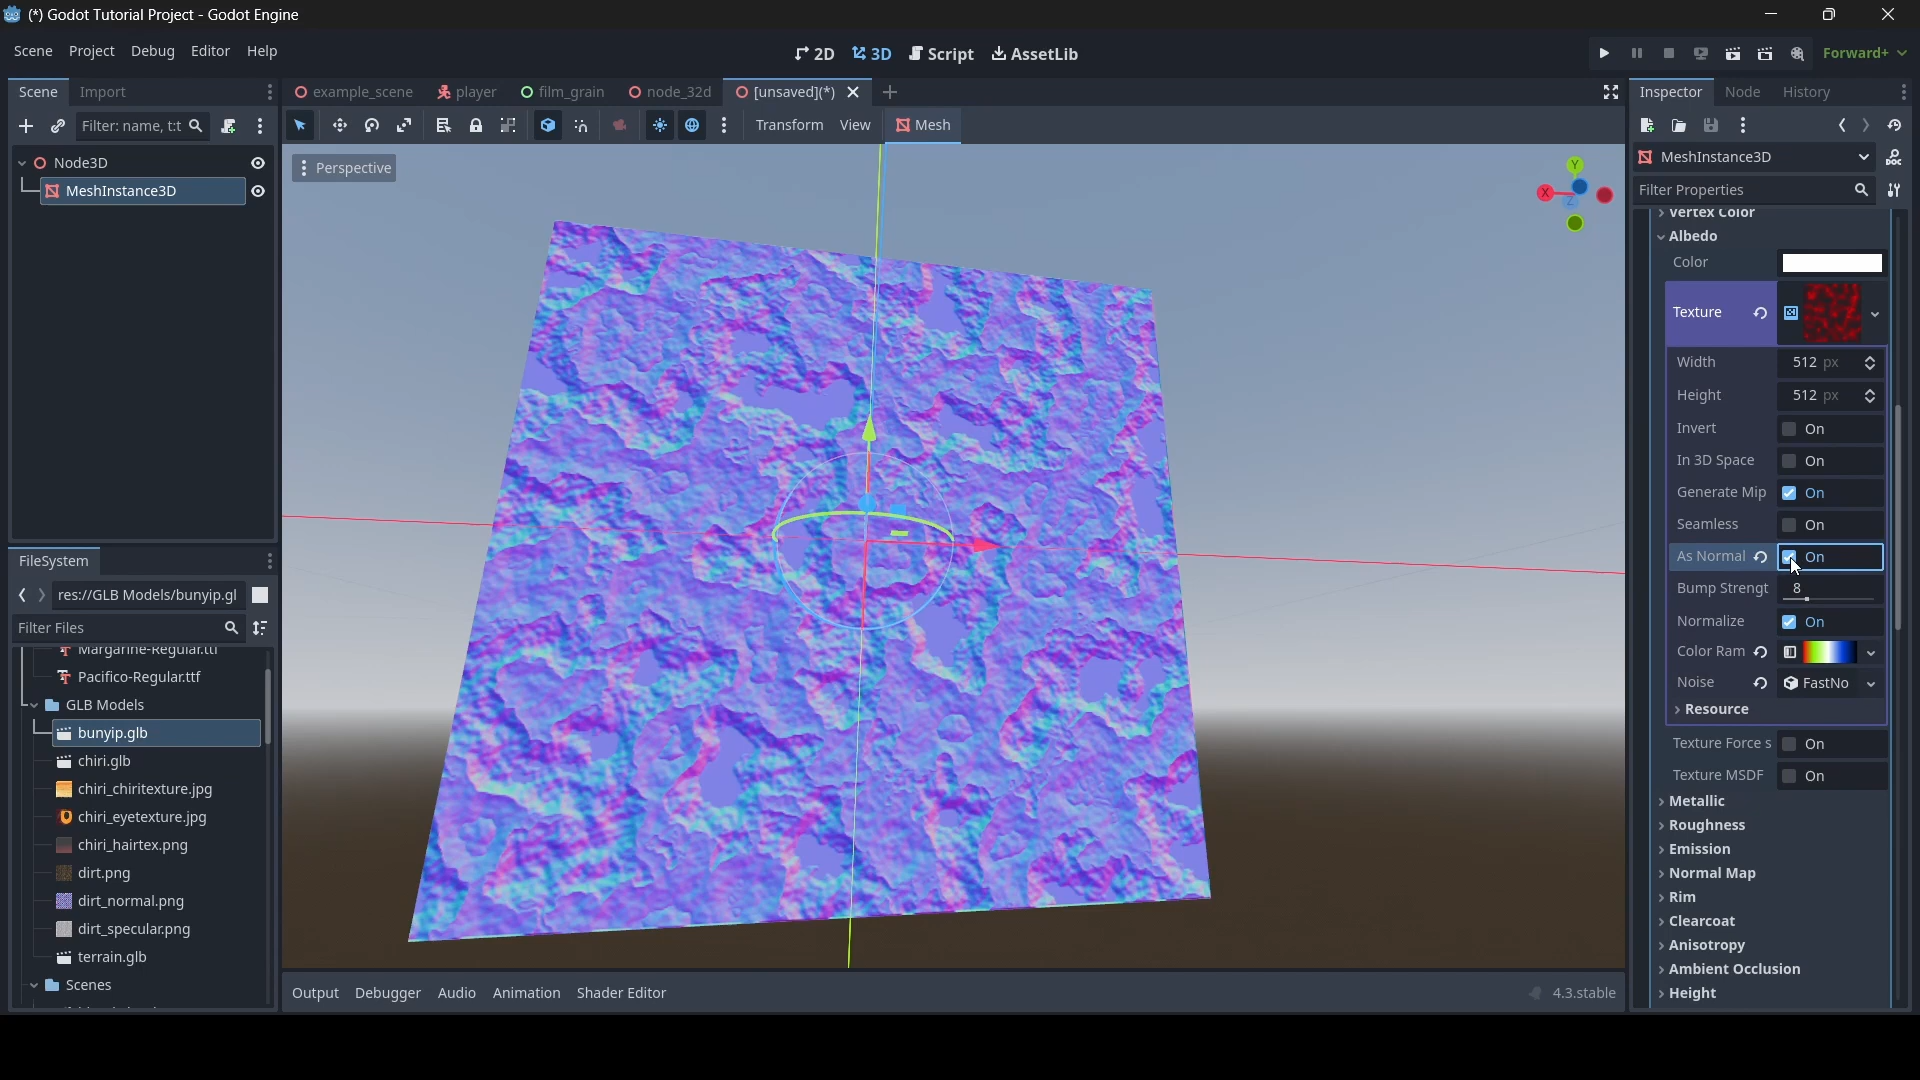 (*) Godot Tutorial Project - Godot Engine
Scene Project Debug Editor Help
2D 3D Script AssetLib
Forward+
Scene Import
example_scene player film_grain node_32d [unsaved](*)
Inspector Node History
Filter: name, t:t
Transform View Mesh
Node3D
MeshInstance3D
Perspective
Y
X
Z
MeshInstance3D
Filter Properties
Vertex Color
Albedo
Color
Texture
Width 512 px
Height 512 px
Invert On
In 3D Space On
Generate Mip On
Seamless On
As Normal On
Bump Strengt 8
Normalize On
Color Ram
Noise FastNo
Resource
Texture Force s On
Texture MSDF On
Metallic
Roughness
Emission
Normal Map
Rim
Clearcoat
Anisotropy
Ambient Occlusion
Height
FileSystem
res://GLB Models/bunyip.gl
Filter Files
Margarine-Regular.ttf
Pacifico-Regular.ttf
GLB Models
bunyip.glb
chiri.glb
chiri_chiritexture.jpg
chiri_eyetexture.jpg
chiri_hairtex.png
dirt.png
dirt_normal.png
dirt_specular.png
terrain.glb
Scenes
Output Debugger Audio Animation Shader Editor
4.3.stable